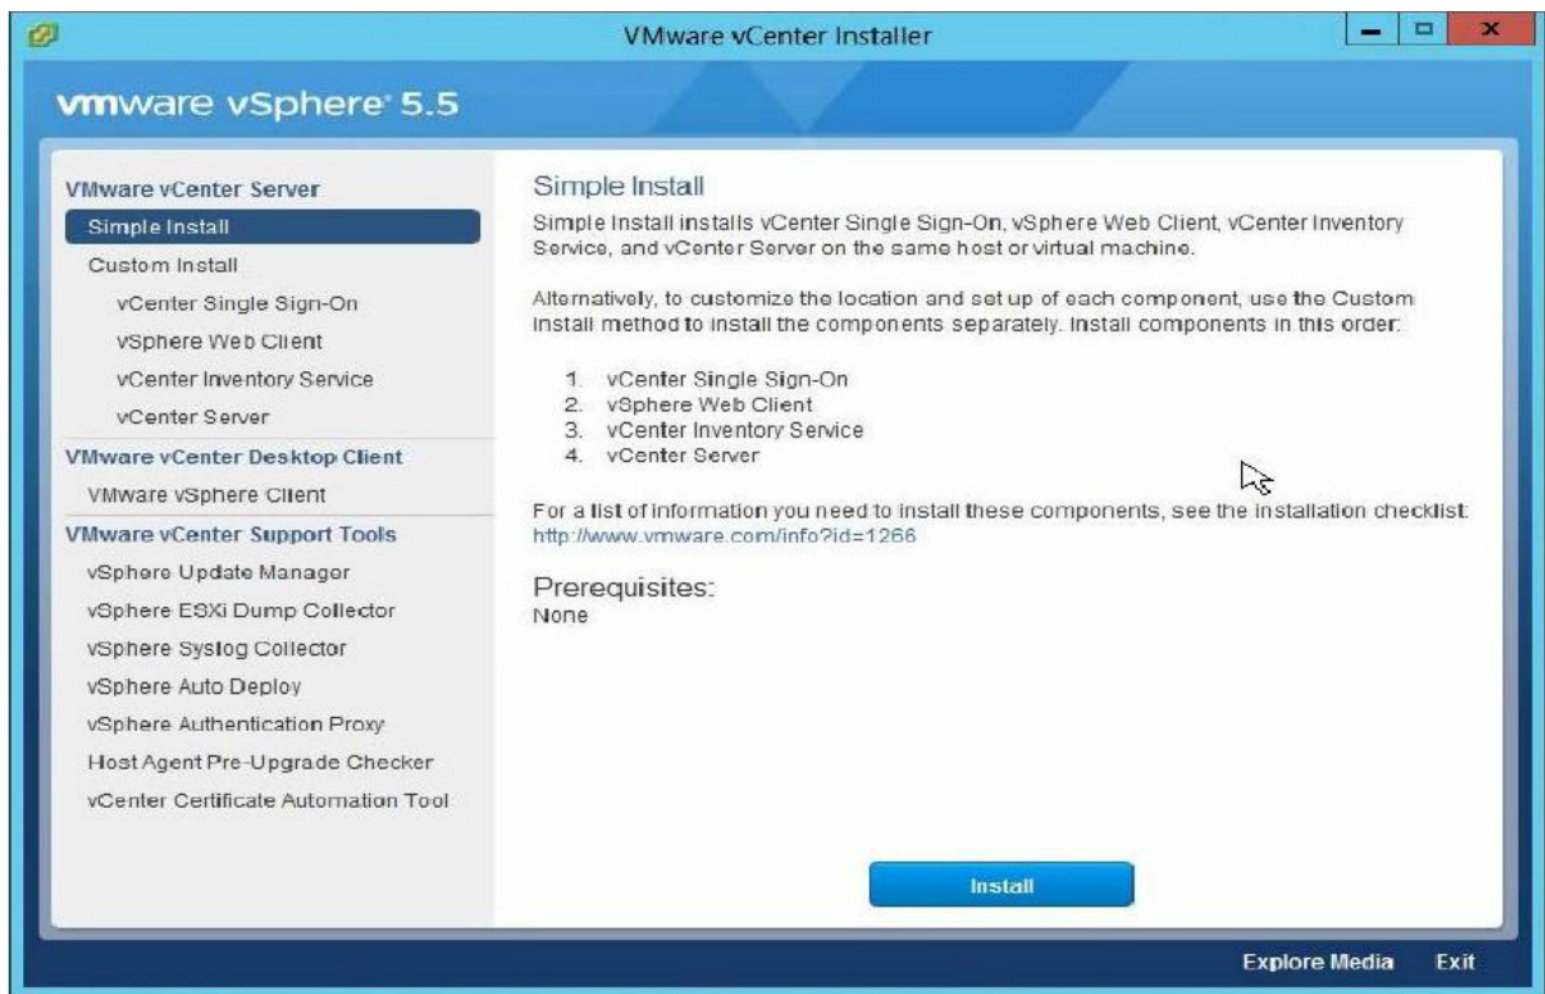 VMware vCenter Installer
vmware vSphere® 5.5
VMware vCenter Server
Simple Install
Custom Install
vCenter Single Sign-On
vSphere Web Client
vCenter Inventory Service
vCenter Server
VMware vCenter Desktop Client
VMware vSphere Client
VMware vCenter Support Tools
vSphere Update Manager
vSphere ESXi Dump Collector
vSphere Syslog Collector
vSphere Auto Deploy
vSphere Authentication Proxy
Host Agent Pre-Upgrade Checker
vCenter Certificate Automation Tool
Simple Install
Simple Install installs vCenter Single Sign-On, vSphere Web Client, vCenter Inventory
Service, and vCenter Server on the same host or virtual machine.
Alternatively, to customize the location and set up of each component, use the Custom
Install method to install the components separately. Install components in this order:
1. vCenter Single Sign-On
2. vSphere Web Client
3. vCenter Inventory Service
4. vCenter Server
For a list of information you need to install these components, see the installation checklist:
http://www.vmware.com/info?id=1266
Prerequisites:
None
Install
Explore Media Exit